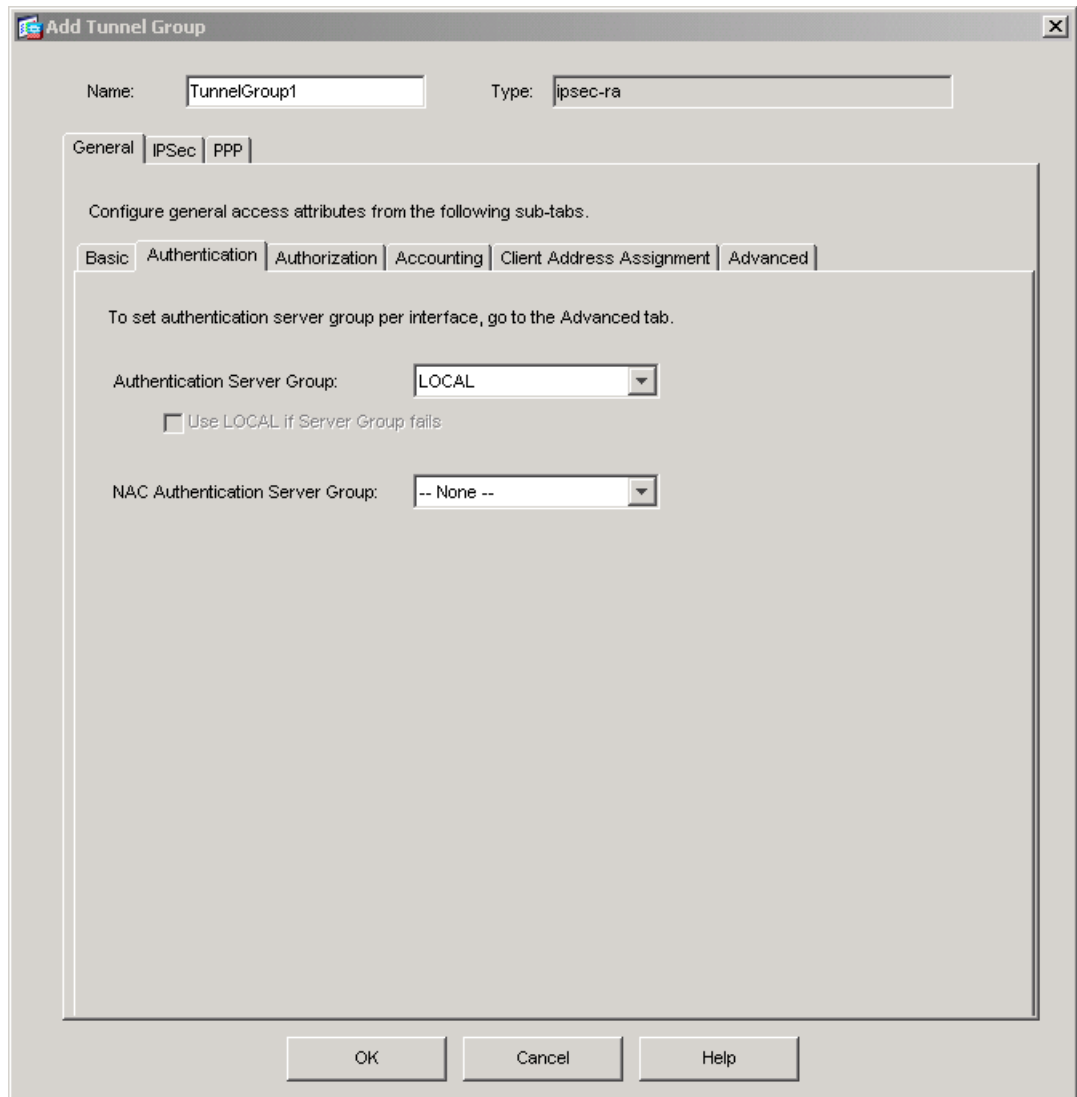 Add Tunnel Group
Name: TunnelGroup1 Type: ipsec-ra
General IPSec PPP
Configure general access attributes from the following sub-tabs.
Basic Authentication Authorization Accounting Client Address Assignment Advanced
To set authentication server group per interface, go to the Advanced tab.
Authentication Server Group: LOCAL
Use LOCAL if Server Group fails
NAC Authentication Server Group: -- None --
OK Cancel Help